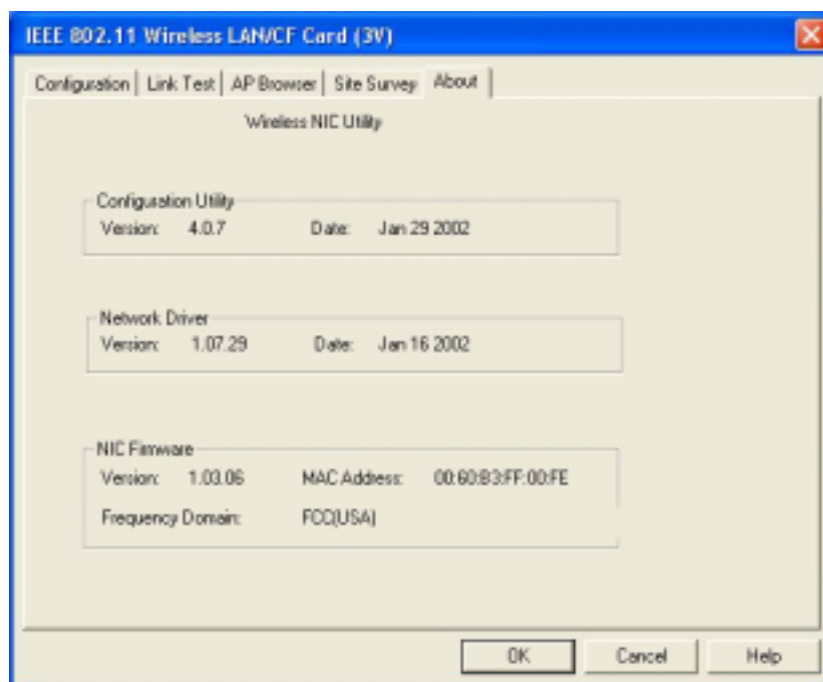 IEEE 802.11 Wireless LAN/CF Card (3V)
Configuration Link Test AP Browser Site Survey About
Wireless NIC Utility
Configuration Utility
Version: 4.0.7 Date: Jan 29 2002
Network Driver
Version: 1.07.29 Date: Jan 16 2002
NIC Firmware
Version: 1.03.06 MAC Address: 00:60:B3:FF:00:FE
Frequency Domain: FCC(USA)
OK Cancel Help